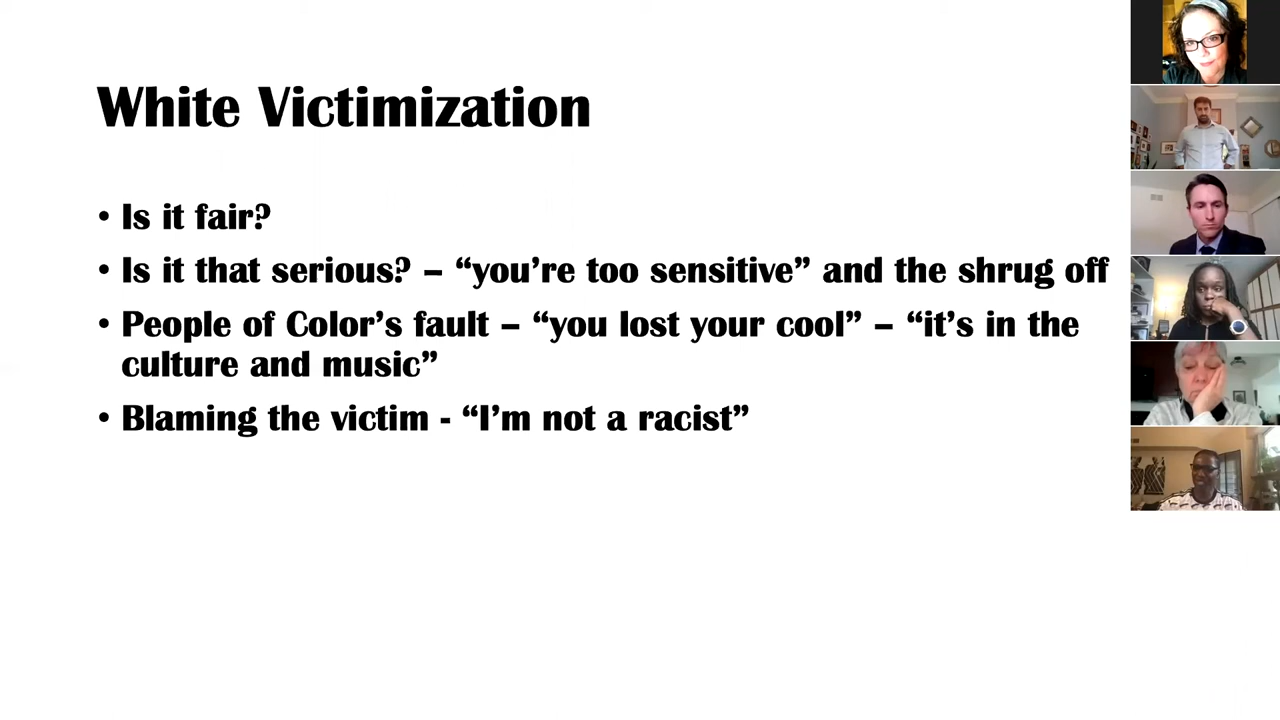 White Victimization
• Is it fair?
• Is it that serious? – “you’re too sensitive” and the shrug off
• People of Color’s fault – “you lost your cool” – “it’s in the
culture and music”
• Blaming the victim - “I’m not a racist”